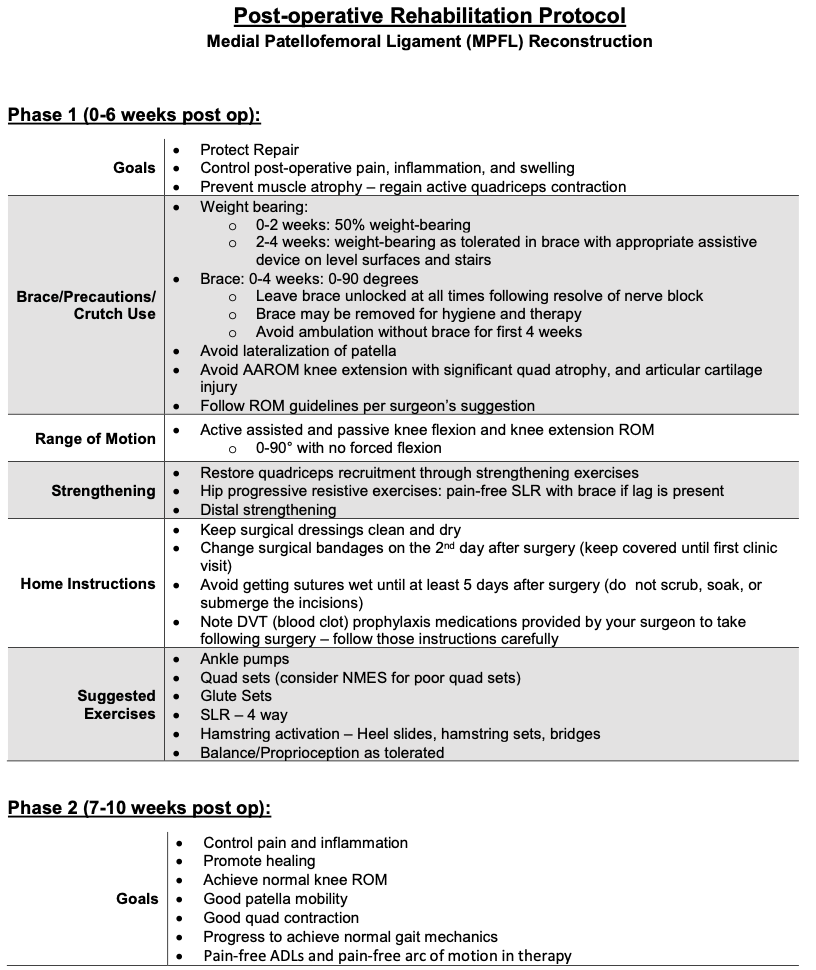 Post-operative Rehabilitation Protocol
Medial Patellofemoral Ligament (MPFL) Reconstruction
Phase 1 (0-6 weeks post op):
Goals
• Protect Repair
• Control post-operative pain, inflammation, and swelling
• Prevent muscle atrophy – regain active quadriceps contraction
Brace/Precautions/
Crutch Use
• Weight bearing:
o 0-2 weeks: 50% weight-bearing
o 2-4 weeks: weight-bearing as tolerated in brace with appropriate assistive
device on level surfaces and stairs
• Brace: 0-4 weeks: 0-90 degrees
o Leave brace unlocked at all times following resolve of nerve block
o Brace may be removed for hygiene and therapy
o Avoid ambulation without brace for first 4 weeks
• Avoid lateralization of patella
• Avoid AAROM knee extension with significant quad atrophy, and articular cartilage
injury
• Follow ROM guidelines per surgeon's suggestion
Range of Motion
• Active assisted and passive knee flexion and knee extension ROM
o 0-90° with no forced flexion
Strengthening
• Restore quadriceps recruitment through strengthening exercises
• Hip progressive resistive exercises: pain-free SLR with brace if lag is present
• Distal strengthening
Home Instructions
• Keep surgical dressings clean and dry
• Change surgical bandages on the 2nd day after surgery (keep covered until first clinic
visit)
• Avoid getting sutures wet until at least 5 days after surgery (do not scrub, soak, or
submerge the incisions)
• Note DVT (blood clot) prophylaxis medications provided by your surgeon to take
following surgery – follow those instructions carefully
Suggested
Exercises
• Ankle pumps
• Quad sets (consider NMES for poor quad sets)
• Glute Sets
• SLR – 4 way
• Hamstring activation – Heel slides, hamstring sets, bridges
• Balance/Proprioception as tolerated
Phase 2 (7-10 weeks post op):
Goals
• Control pain and inflammation
• Promote healing
• Achieve normal knee ROM
• Good patella mobility
• Good quad contraction
• Progress to achieve normal gait mechanics
• Pain-free ADLs and pain-free arc of motion in therapy